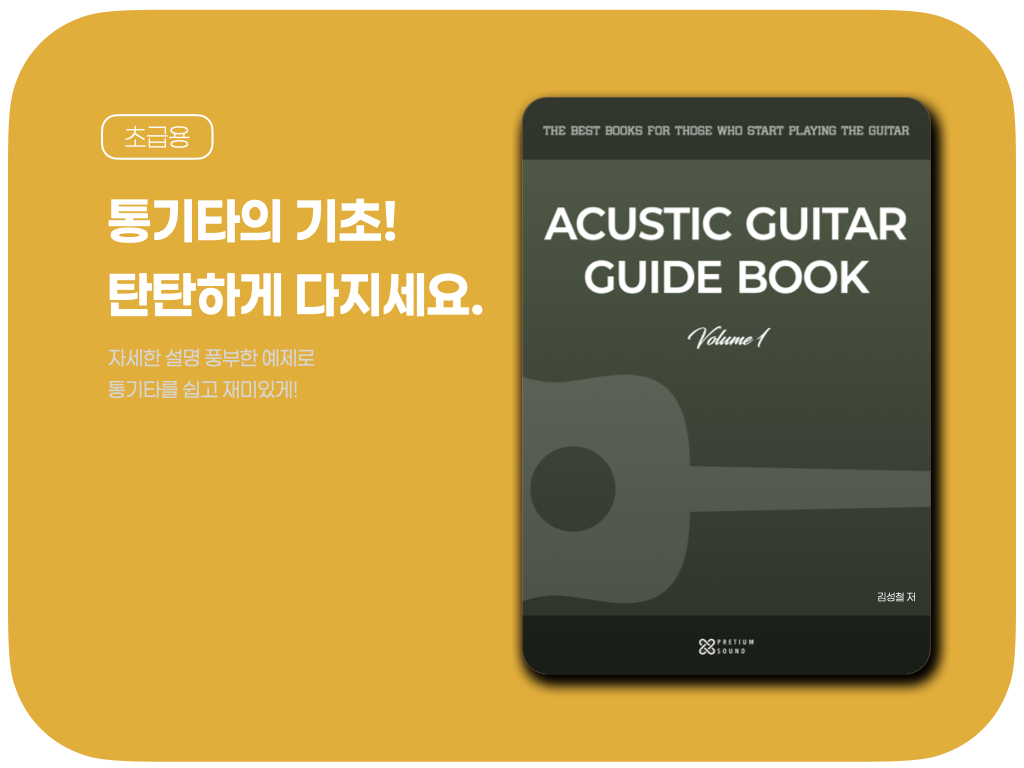 초급용
통기타의 기초!
탄탄하게 다지세요.
자세한 설명 풍부한 예제로
통기타를 쉽고 재미있게!
THE BEST BOOKS FOR THOSE WHO START PLAYING THE GUITAR
ACUSTIC GUITAR
GUIDE BOOK
Volume 1
김성철 저
PRETIUM
SOUND